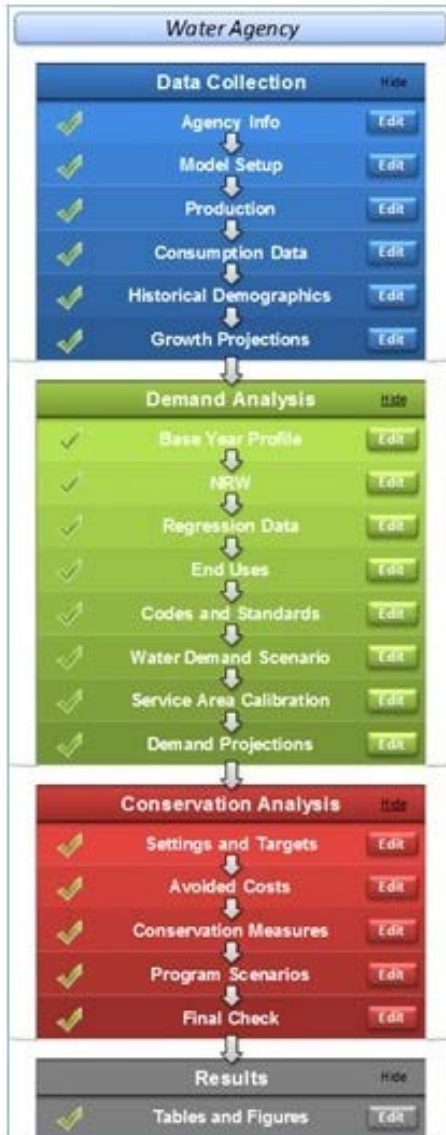 Water Agency
Data Collection Hide
Agency Info Edit
Model Setup Edit
Production Edit
Consumption Data Edit
Historical Demographics Edit
Growth Projections Edit
Demand Analysis Hide
Base Year Profile Edit
NRW Edit
Regression Data Edit
End Uses Edit
Codes and Standards Edit
Water Demand Scenario Edit
Service Area Calibration Edit
Demand Projections Edit
Conservation Analysis Hide
Settings and Targets Edit
Avoided Costs Edit
Conservation Measures Edit
Program Scenarios Edit
Final Check Edit
Results Hide
Tables and Figures Edit